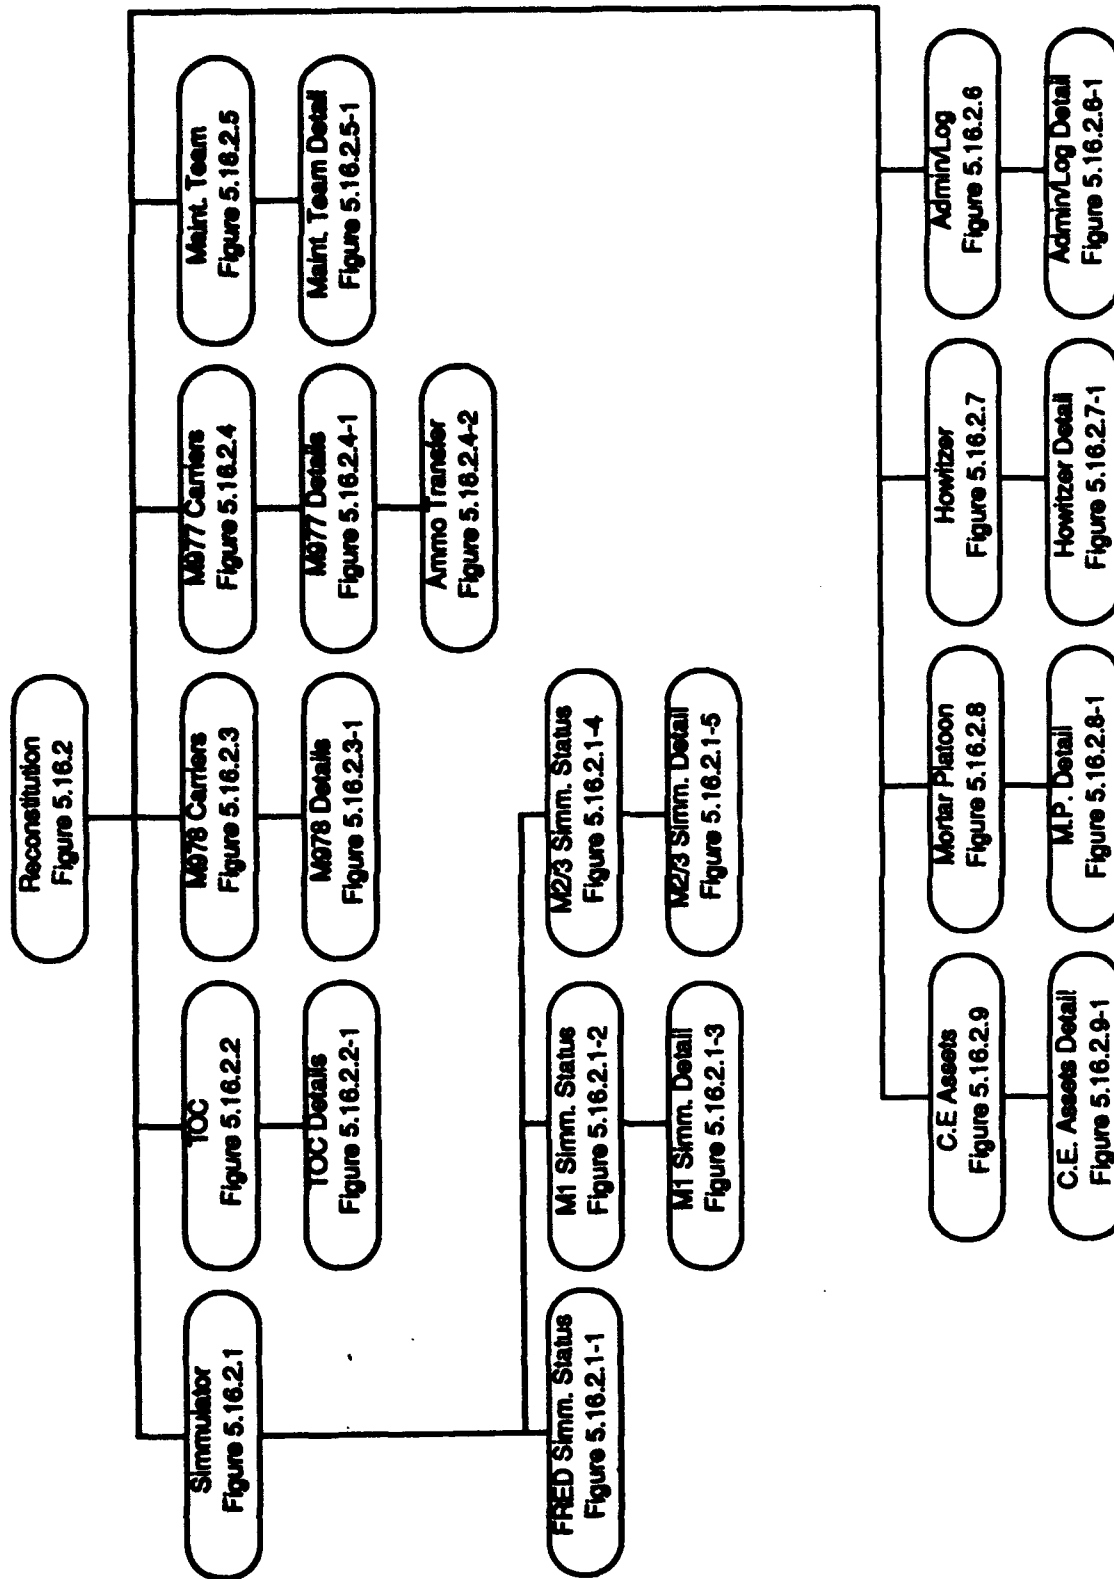 Reconstitution
Figure 5.16.2
Simmulator
Figure 5.16.2.1
TOC
Figure 5.16.2.2
M978 Carriers
Figure 5.16.2.3
M977 Carriers
Figure 5.16.2.4
Maint. Team
Figure 5.16.2.5
TOC Details
Figure 5.16.2.2-1
M978 Details
Figure 5.16.2.3-1
M977 Details
Figure 5.16.2.4-1
Maint. Team Detail
Figure 5.16.2.5-1
Ammo Transfer
Figure 5.16.2.4-2
FRED Simm. Status
Figure 5.16.2.1-1
M1 Simm. Status
Figure 5.16.2.1-2
M2/3 Simm. Status
Figure 5.16.2.1-4
M1 Simm. Detail
Figure 5.16.2.1-3
M2/3 Simm. Detail
Figure 5.16.2.1-5
C.E Assets
Figure 5.16.2.9
Mortar Platoon
Figure 5.16.2.8
Howitzer
Figure 5.16.2.7
Admin/Log
Figure 5.16.2.6
C.E. Assets Detail
Figure 5.16.2.9-1
M.P. Detail
Figure 5.16.2.8-1
Howitzer Detail
Figure 5.16.2.7-1
Admin/Log Detail
Figure 5.16.2.6-1